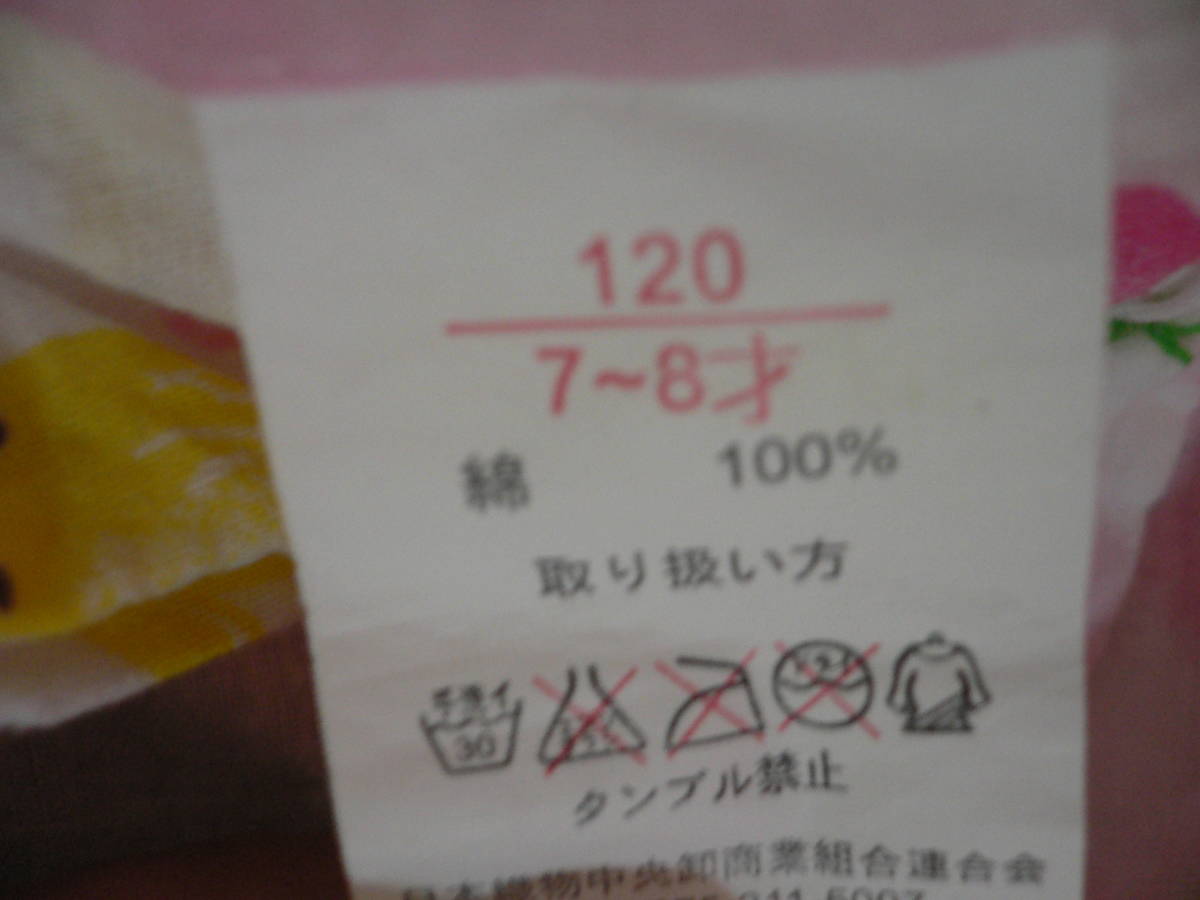 120
7~8才
綿 100%
取り扱い方
手洗イ
30
タンブル禁止
日本織物中央卸商業組合連合会